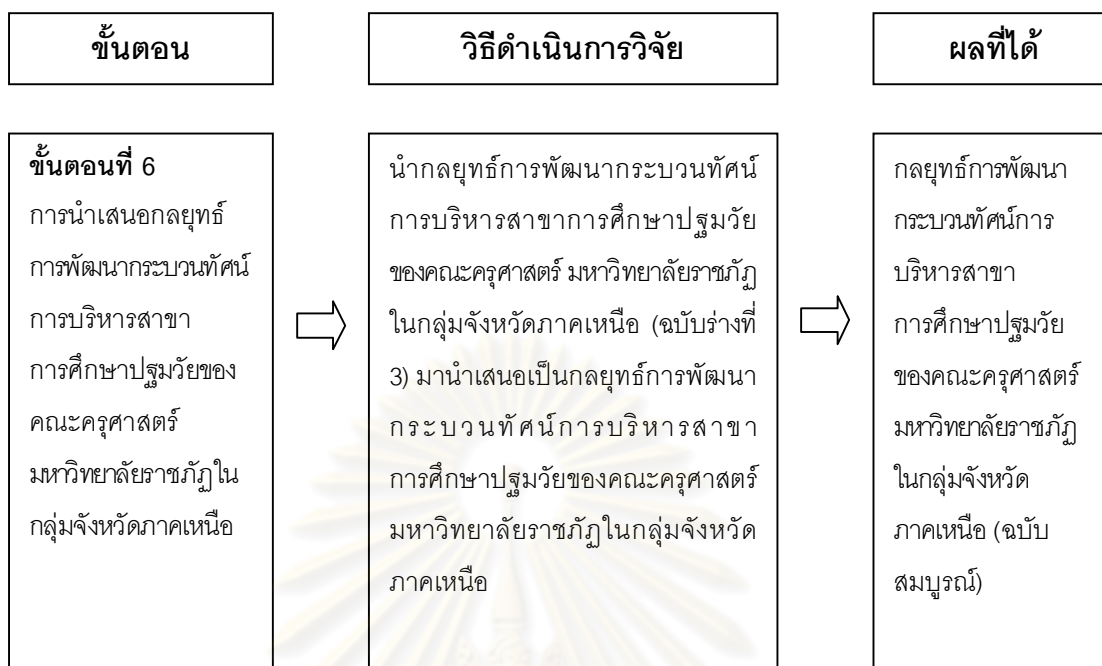 ขั้นตอน
วิธีดำเนินการวิจัย
ผลที่ได้
ขั้นตอนที่ 6
การนำเสนอกลยุทธ์
การพัฒนากระบวนทัศน์
การบริหารสาขา
การศึกษาปฐมวัยของ
คณะครุศาสตร์
มหาวิทยาลัยราชภัฏใน
กลุ่มจังหวัดภาคเหนือ
นำกลยุทธ์การพัฒนากระบวนทัศน์
การบริหารสาขาการศึกษาปฐมวัย
ของคณะครุศาสตร์ มหาวิทยาลัยราชภัฏ
ในกลุ่มจังหวัดภาคเหนือ (ฉบับร่างที่
3) มานำเสนอเป็นกลยุทธ์การพัฒนา
กระบวนทัศน์การบริหารสาขา
การศึกษาปฐมวัยของคณะครุศาสตร์
มหาวิทยาลัยราชภัฏในกลุ่มจังหวัด
ภาคเหนือ
กลยุทธ์การพัฒนา
กระบวนทัศน์การ
บริหารสาขา
การศึกษาปฐมวัย
ของคณะครุศาสตร์
มหาวิทยาลัยราชภัฏ
ในกลุ่มจังหวัด
ภาคเหนือ (ฉบับ
สมบูรณ์)